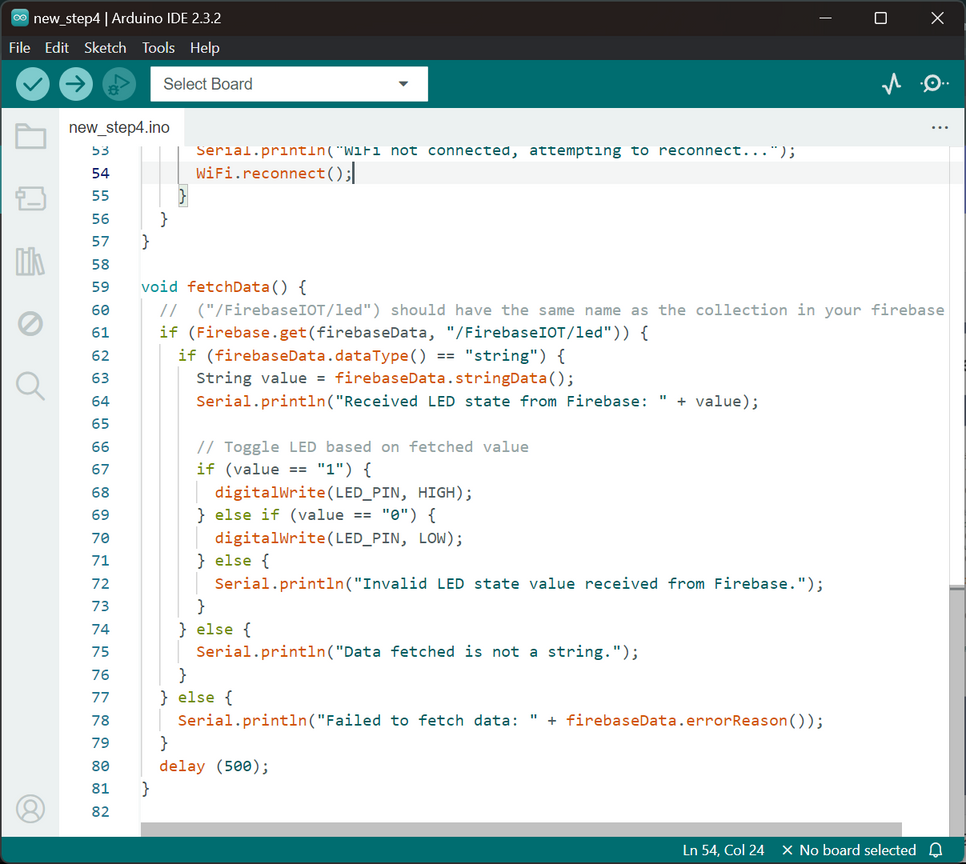 new_step4 | Arduino IDE 2.3.2
File Edit Sketch Tools Help
Select Board
new_step4.ino
53 Serial.println("WiFi not connected, attempting to reconnect...");
54 WiFi.reconnect();
55 }
56 }
57 }
58
59 void fetchData() {
60 // ("/FirebaseIOT/led") should have the same name as the collection in your firebase
61 if (Firebase.get(firebaseData, "/FirebaseIOT/led")) {
62 if (firebaseData.dataType() == "string") {
63 String value = firebaseData.stringData();
64 Serial.println("Received LED state from Firebase: " + value);
65
66 // Toggle LED based on fetched value
67 if (value == "1") {
68 digitalWrite(LED_PIN, HIGH);
69 } else if (value == "0") {
70 digitalWrite(LED_PIN, LOW);
71 } else {
72 Serial.println("Invalid LED state value received from Firebase.");
73 }
74 } else {
75 Serial.println("Data fetched is not a string.");
76 }
77 } else {
78 Serial.println("Failed to fetch data: " + firebaseData.errorReason());
79 }
80 delay (500);
81 }
82
Ln 54, Col 24 × No board selected